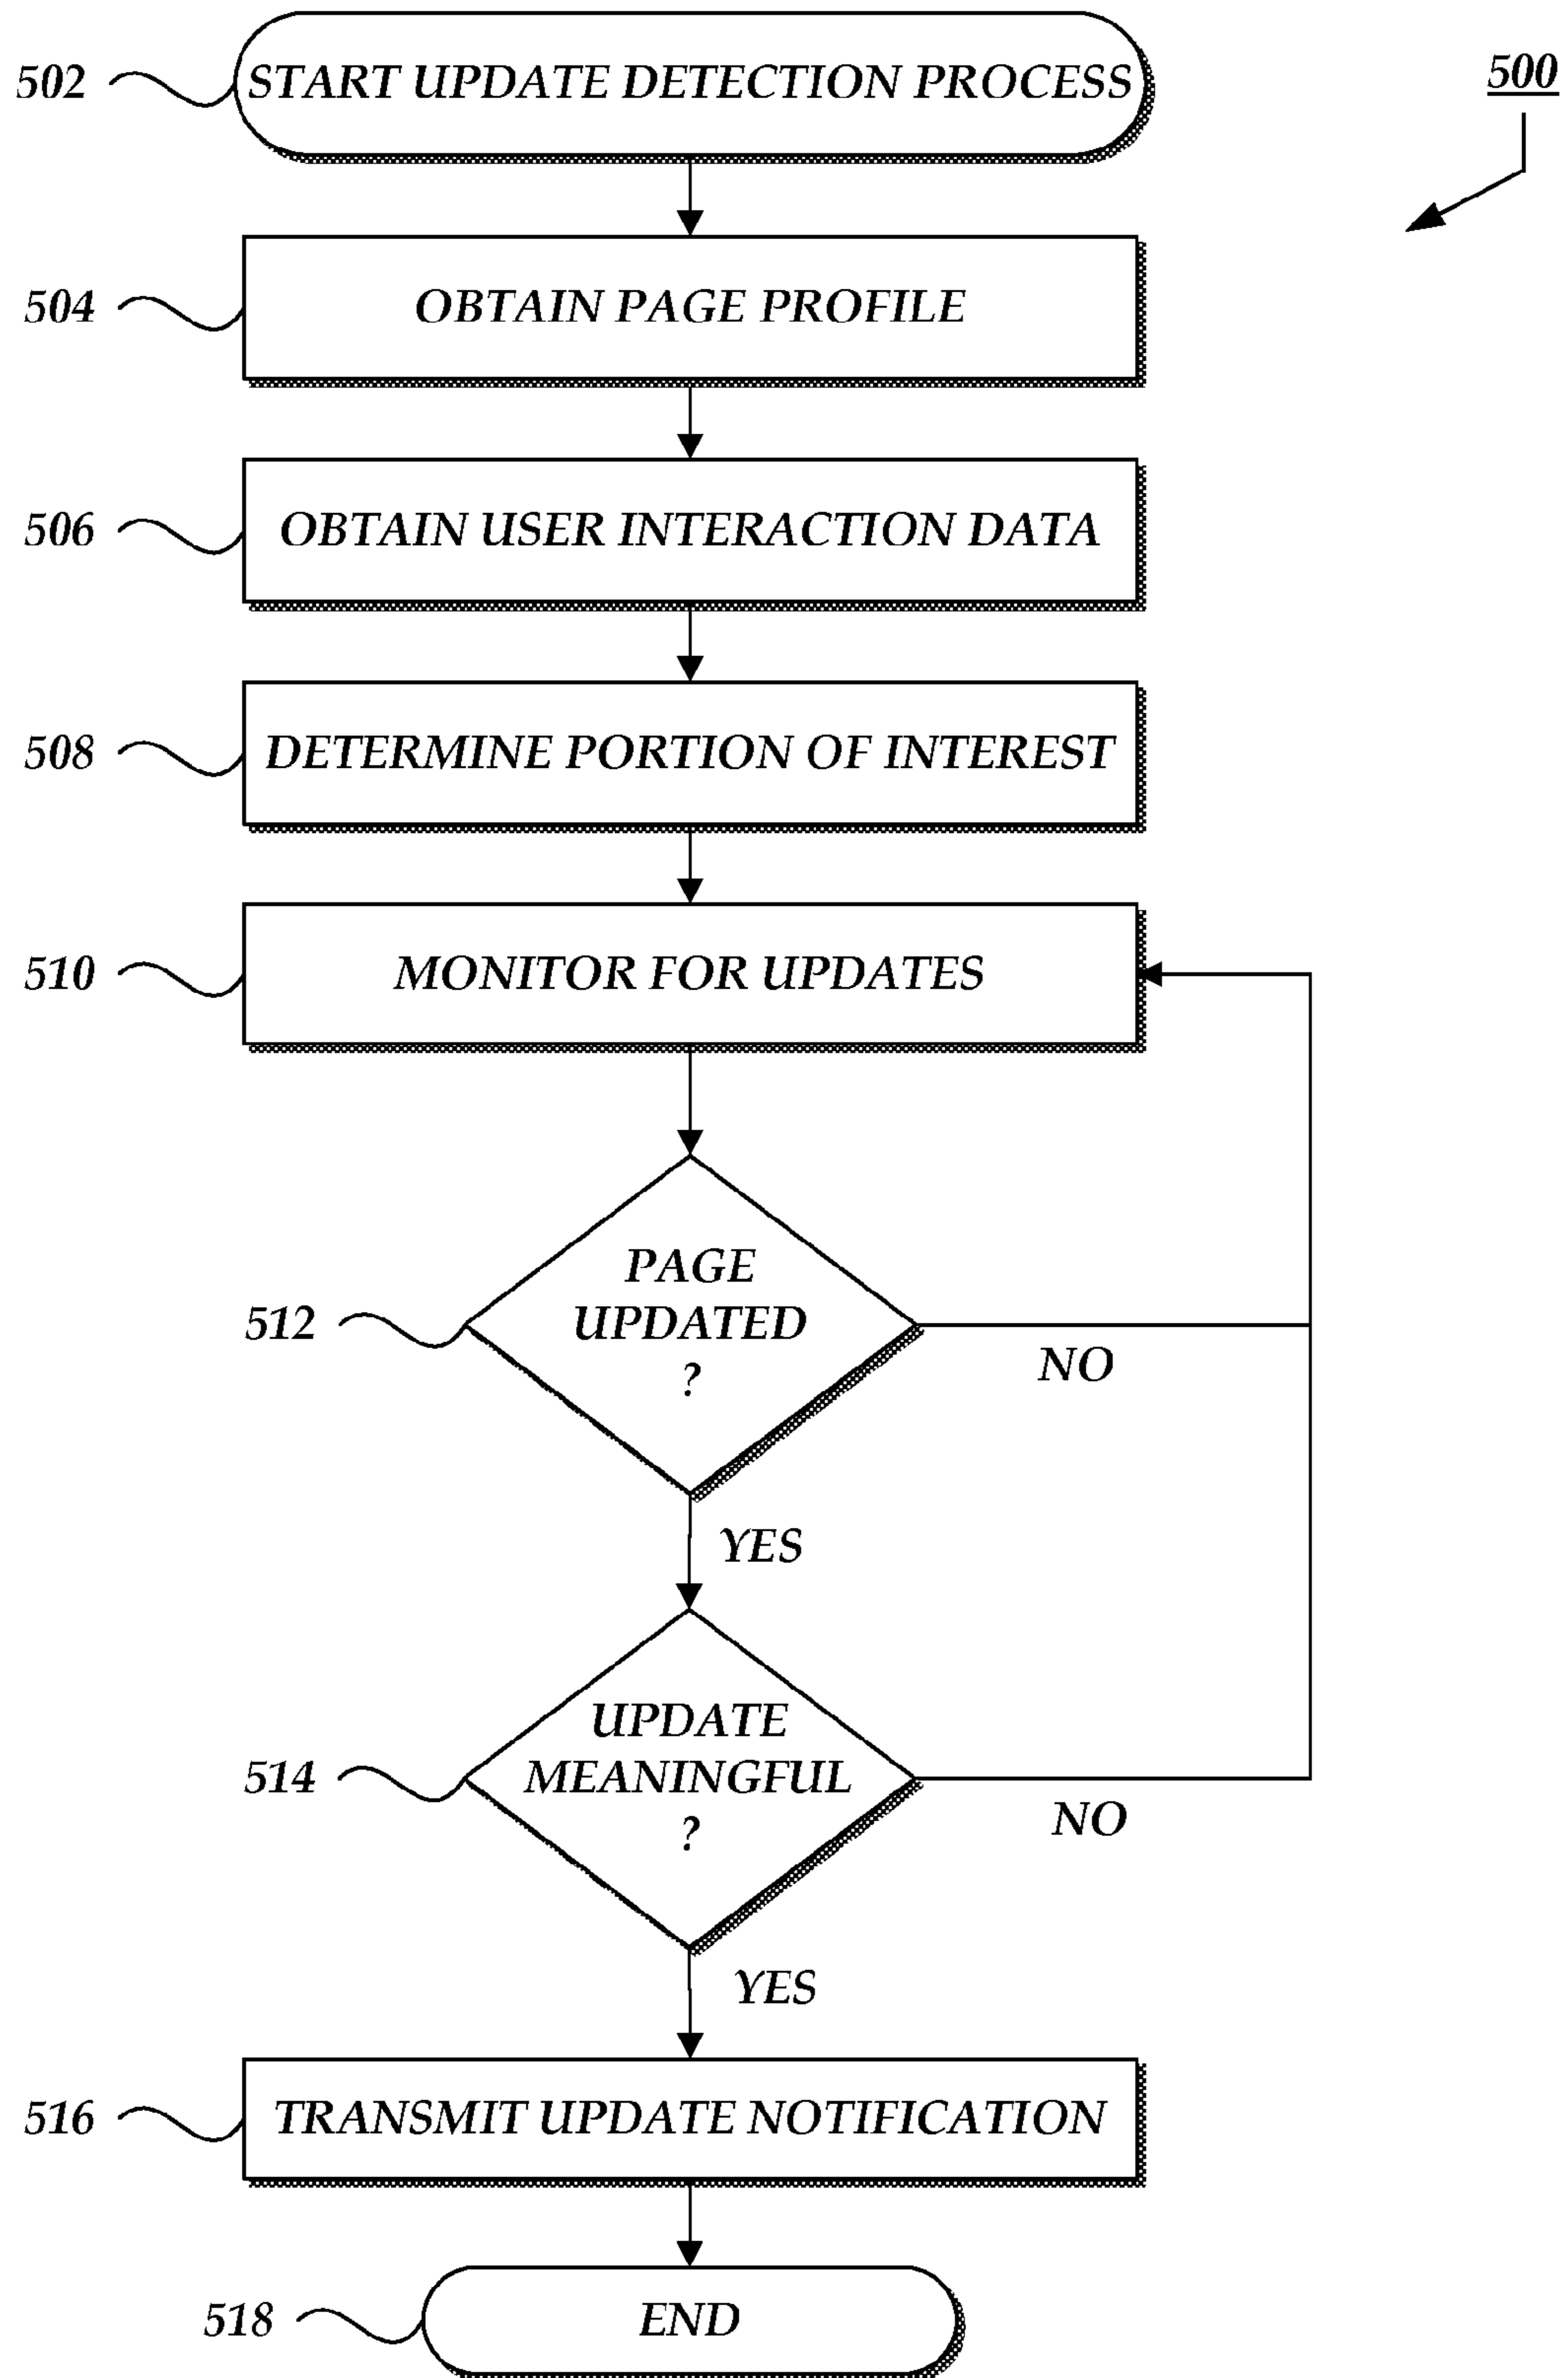 502
START UPDATE DETECTION PROCESS
500
504
OBTAIN PAGE PROFILE
506
OBTAIN USER INTERACTION DATA
508
DETERMINE PORTION OF INTEREST
510
MONITOR FOR UPDATES
512
PAGE
UPDATED
?
NO
YES
514
UPDATE
MEANINGFUL
?
NO
YES
516
TRANSMIT UPDATE NOTIFICATION
518
END